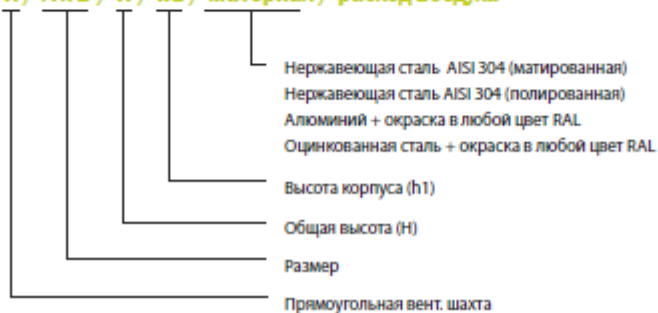 Нержавеющая сталь AISI 304 (матированная)
Нержавеющая сталь AISI 304 (полированная)
Алюминий + окраска в любой цвет RAL
Оцинкованная сталь + окраска в любой цвет RAL
Высота корпуса (h1)
Общая высота (H)
Размер
Прямоугольная вент. шахта